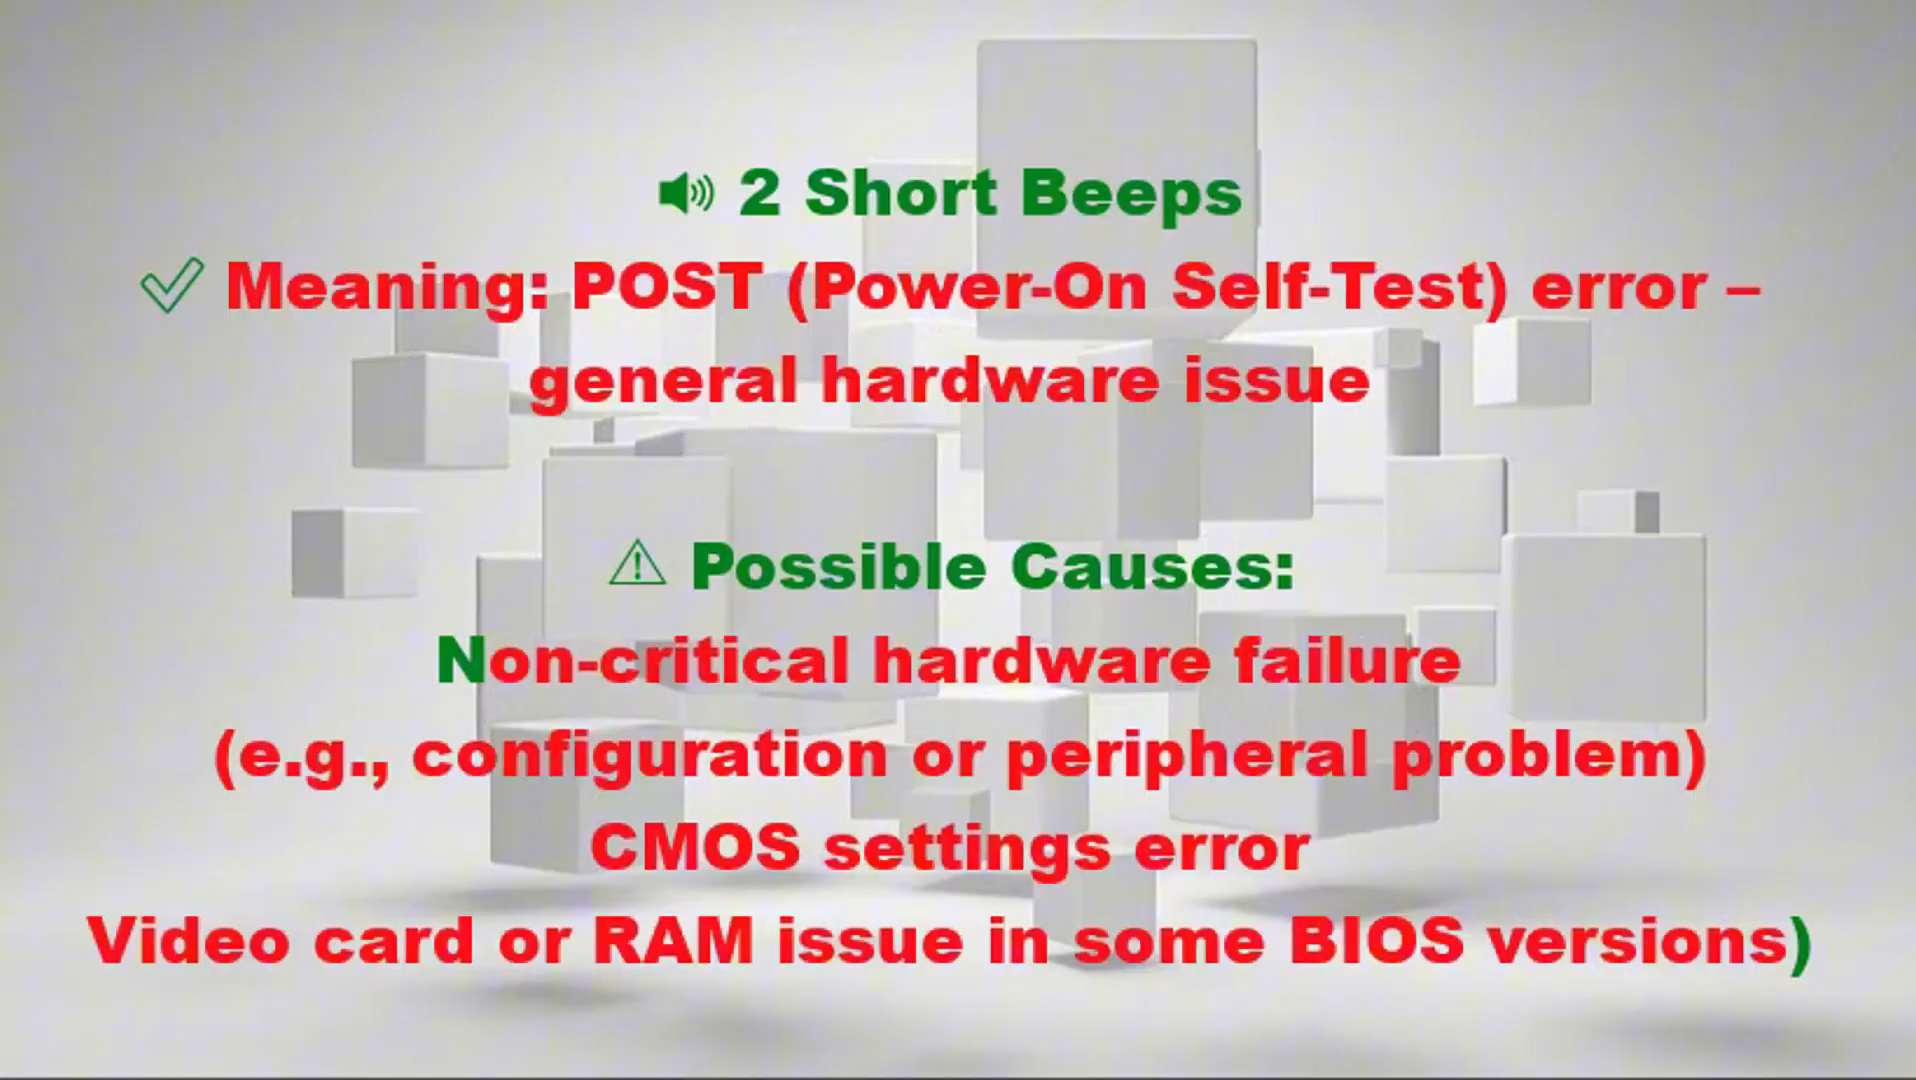 🔊 2 Short Beeps
✅ Meaning: POST (Power-On Self-Test) error –
general hardware issue
⚠ Possible Causes:
Non-critical hardware failure
(e.g., configuration or peripheral problem)
CMOS settings error
Video card or RAM issue in some BIOS versions)